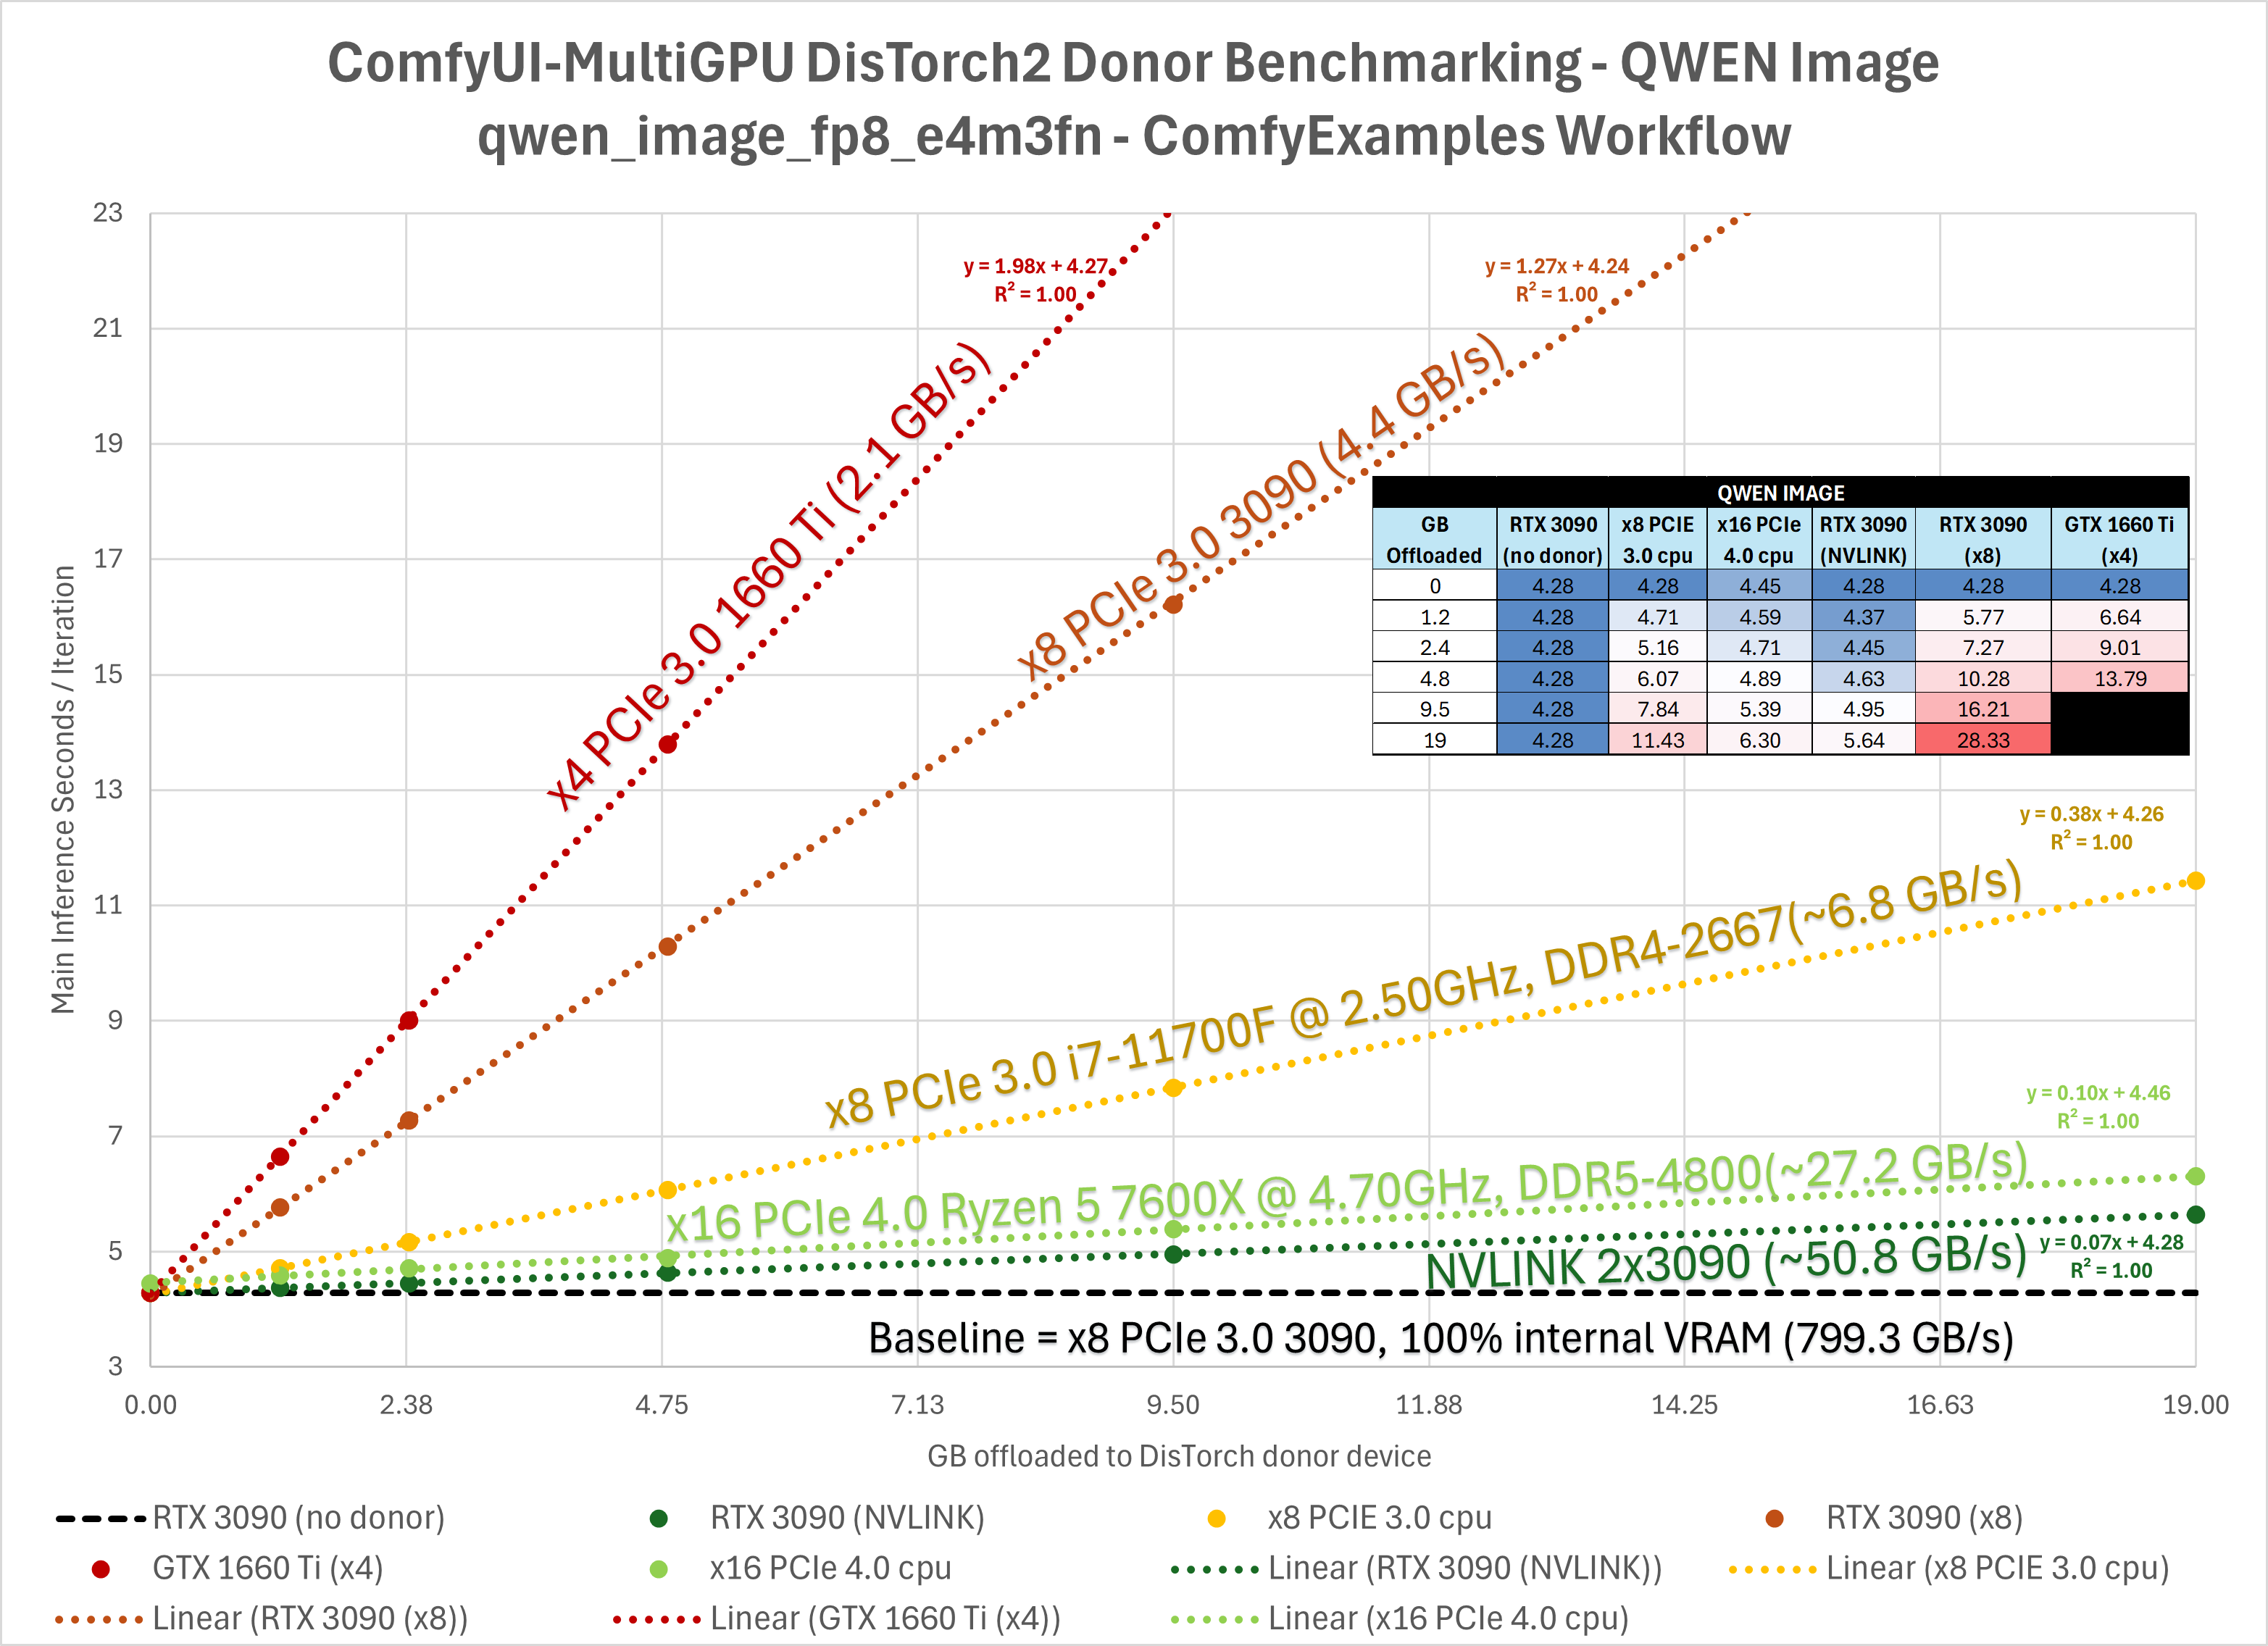 ComfyUI-MultiGPU DisTorch2 Donor Benchmarking - QWEN Image
qwen_image_fp8_e4m3fn - ComfyExamples Workflow
Main Inference Seconds / Iteration
23
21
19
17
15
13
11
9
7
5
3
y = 1.98x + 4.27
R² = 1.00
y = 1.27x + 4.24
R² = 1.00
x4 PCIe 3.0 1660 Ti (2.1 GB/s)
x8 PCIe 3.0 3090 (4.4 GB/s)
QWEN IMAGE
GB Offloaded RTX 3090 (no donor) x8 PCIE 3.0 cpu x16 PCIe 4.0 cpu RTX 3090 (NVLINK) RTX 3090 (x8) GTX 1660 Ti (x4)
0 4.28 4.28 4.45 4.28 4.28 4.28
1.2 4.28 4.71 4.59 4.37 5.77 6.64
2.4 4.28 5.16 4.71 4.45 7.27 9.01
4.8 4.28 6.07 4.89 4.63 10.28 13.79
9.5 4.28 7.84 5.39 4.95 16.21
19 4.28 11.43 6.30 5.64 28.33
y = 0.38x + 4.26
R² = 1.00
x8 PCIe 3.0 i7-11700F @ 2.50GHz, DDR4-2667(~6.8 GB/s)
y = 0.10x + 4.46
R² = 1.00
x16 PCIe 4.0 Ryzen 5 7600X @ 4.70GHz, DDR5-4800(~27.2 GB/s)
NVLINK 2x3090 (~50.8 GB/s)
y = 0.07x + 4.28
R² = 1.00
Baseline = x8 PCIe 3.0 3090, 100% internal VRAM (799.3 GB/s)
0.00 2.38 4.75 7.13 9.50 11.88 14.25 16.63 19.00
GB offloaded to DisTorch donor device
RTX 3090 (no donor) RTX 3090 (NVLINK) x8 PCIE 3.0 cpu RTX 3090 (x8)
GTX 1660 Ti (x4) x16 PCIe 4.0 cpu Linear (RTX 3090 (NVLINK)) Linear (x8 PCIE 3.0 cpu)
Linear (RTX 3090 (x8)) Linear (GTX 1660 Ti (x4)) Linear (x16 PCIe 4.0 cpu)